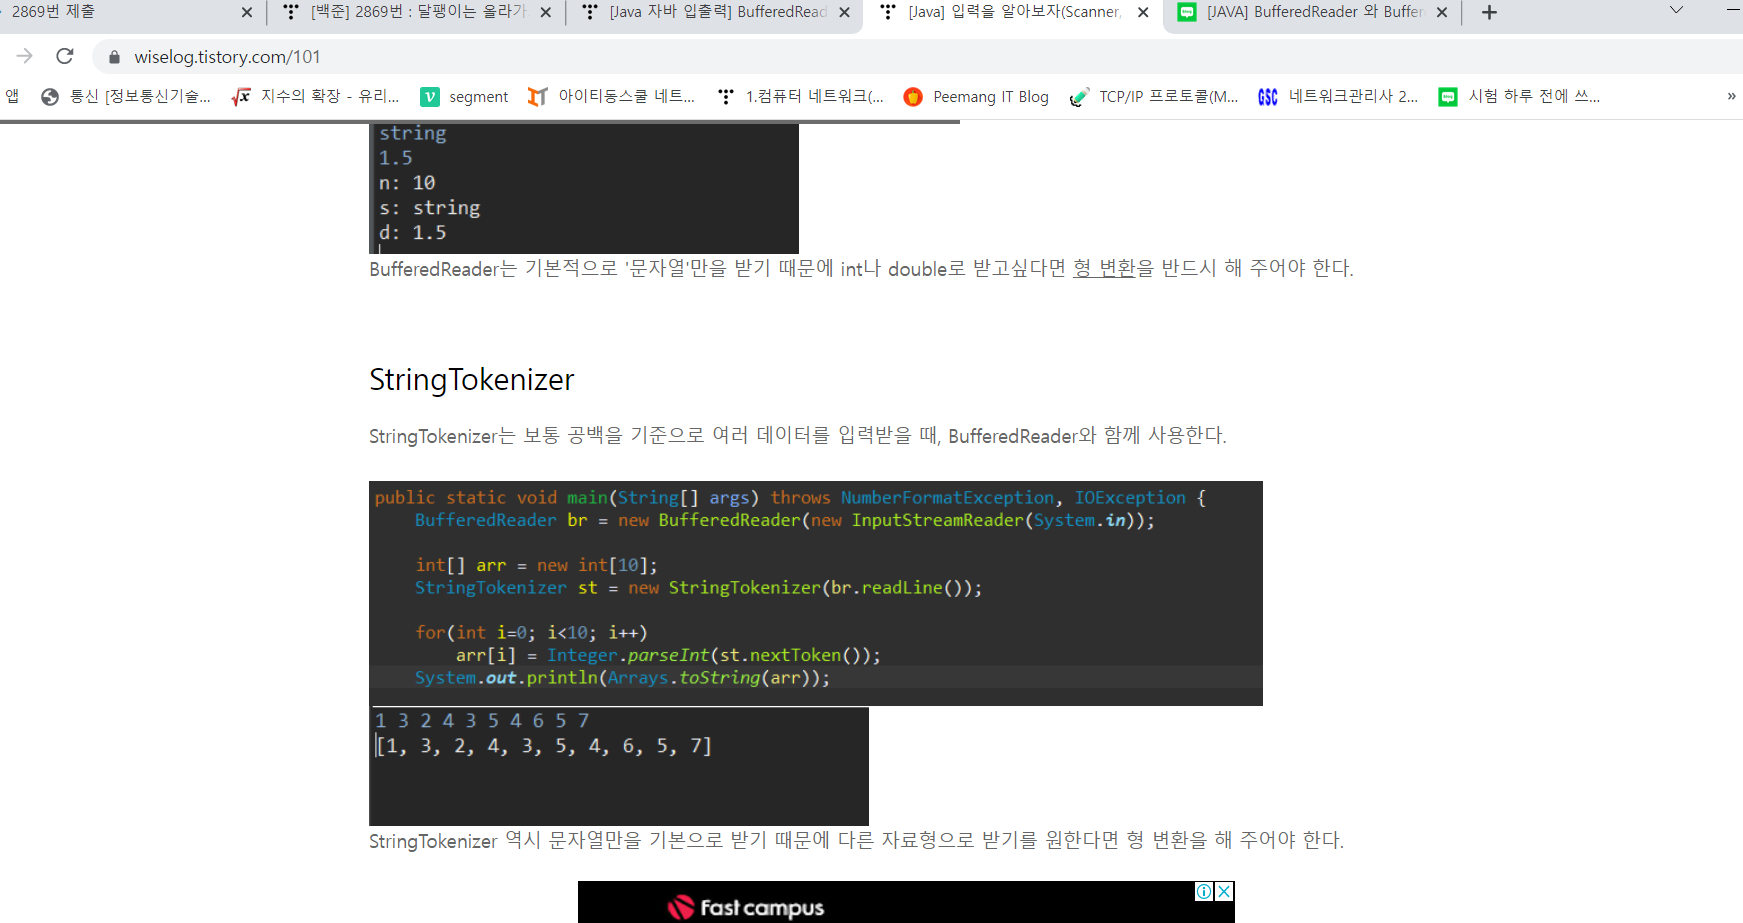 2869번 제출
[백준] 2869번 : 달팽이는 올라가
[Java 자바 입출력] BufferedRead
[Java] 입력을 알아보자(Scanner,
[JAVA] BufferedReader 와 Buffer
wiselog.tistory.com/101
앱 통신 [정보통신기술... 지수의 확장 - 유리... segment 아이티동스쿨 네트... 1.컴퓨터 네트워크(... Peemang IT Blog TCP/IP 프로토콜(M... GSC 네트워크관리사 2... 시험 하루 전에 쓰... »
string
1.5
n: 10
s: string
d: 1.5
BufferedReader는 기본적으로 '문자열'만을 받기 때문에 int나 double로 받고싶다면 형 변환을 반드시 해 주어야 한다.
StringTokenizer
StringTokenizer는 보통 공백을 기준으로 여러 데이터를 입력받을 때, BufferedReader와 함께 사용한다.
public static void main(String[] args) throws NumberFormatException, IOException {
BufferedReader br = new BufferedReader(new InputStreamReader(System.in));
int[] arr = new int[10];
StringTokenizer st = new StringTokenizer(br.readLine());
for(int i=0; i<10; i++)
arr[i] = Integer.parseInt(st.nextToken());
System.out.println(Arrays.toString(arr));
1 3 2 4 3 5 4 6 5 7
[1, 3, 2, 4, 3, 5, 4, 6, 5, 7]
StringTokenizer 역시 문자열만을 기본으로 받기 때문에 다른 자료형으로 받기를 원한다면 형 변환을 해 주어야 한다.
Fast campus